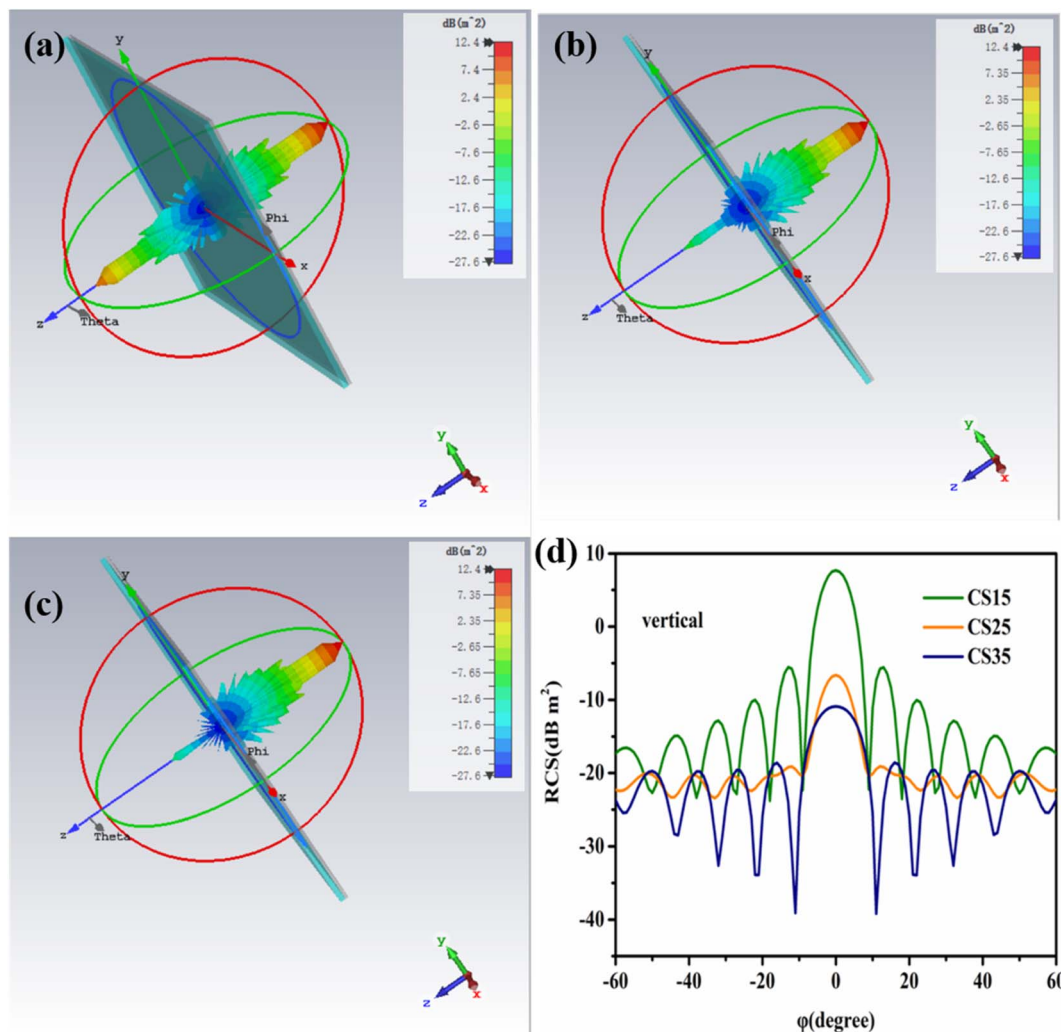 (a)
y
Phi
x
z
Theta
dB(m^2)
12.4
7.4
2.4
-2.6
-7.6
-12.6
-17.6
-22.6
-27.6
y
z
x
(b)
y
Phi
x
z
Theta
dB(m^2)
12.4
7.35
2.35
-2.65
-7.65
-12.6
-17.6
-22.6
-27.6
y
z
x
(c)
y
Phi
x
z
Theta
dB(m^2)
12.4
7.35
2.35
-2.65
-7.65
-12.6
-17.6
-22.6
-27.6
y
z
x
(d)
vertical
CS15
CS25
CS35
RCS(dB m²)
10
0
-10
-20
-30
-40
-60
-40
-20
0
20
40
60
φ(degree)